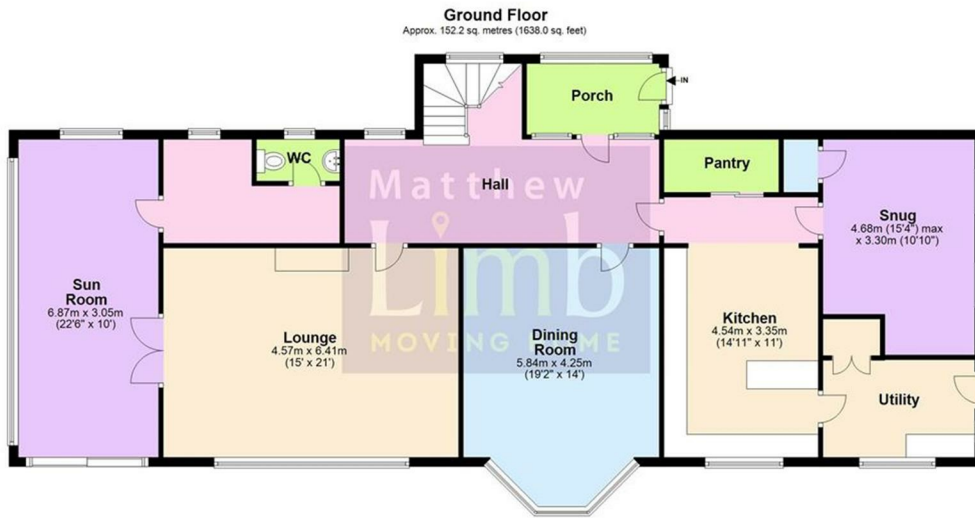 Ground Floor
Approx. 152.2 sq. metres (1638.0 sq. feet)
Porch
IN
WC
Pantry
Hall
Matthew
Limb
MOVING HOME
Snug
4.68m (15'4") max
x 3.30m (10'10")
Sun
Room
6.87m x 3.05m
(22'6" x 10')
Lounge
4.57m x 6.41m
(15' x 21')
Dining
Room
5.84m x 4.25m
(19'2" x 14')
Kitchen
4.54m x 3.35m
(14'11" x 11')
Utility